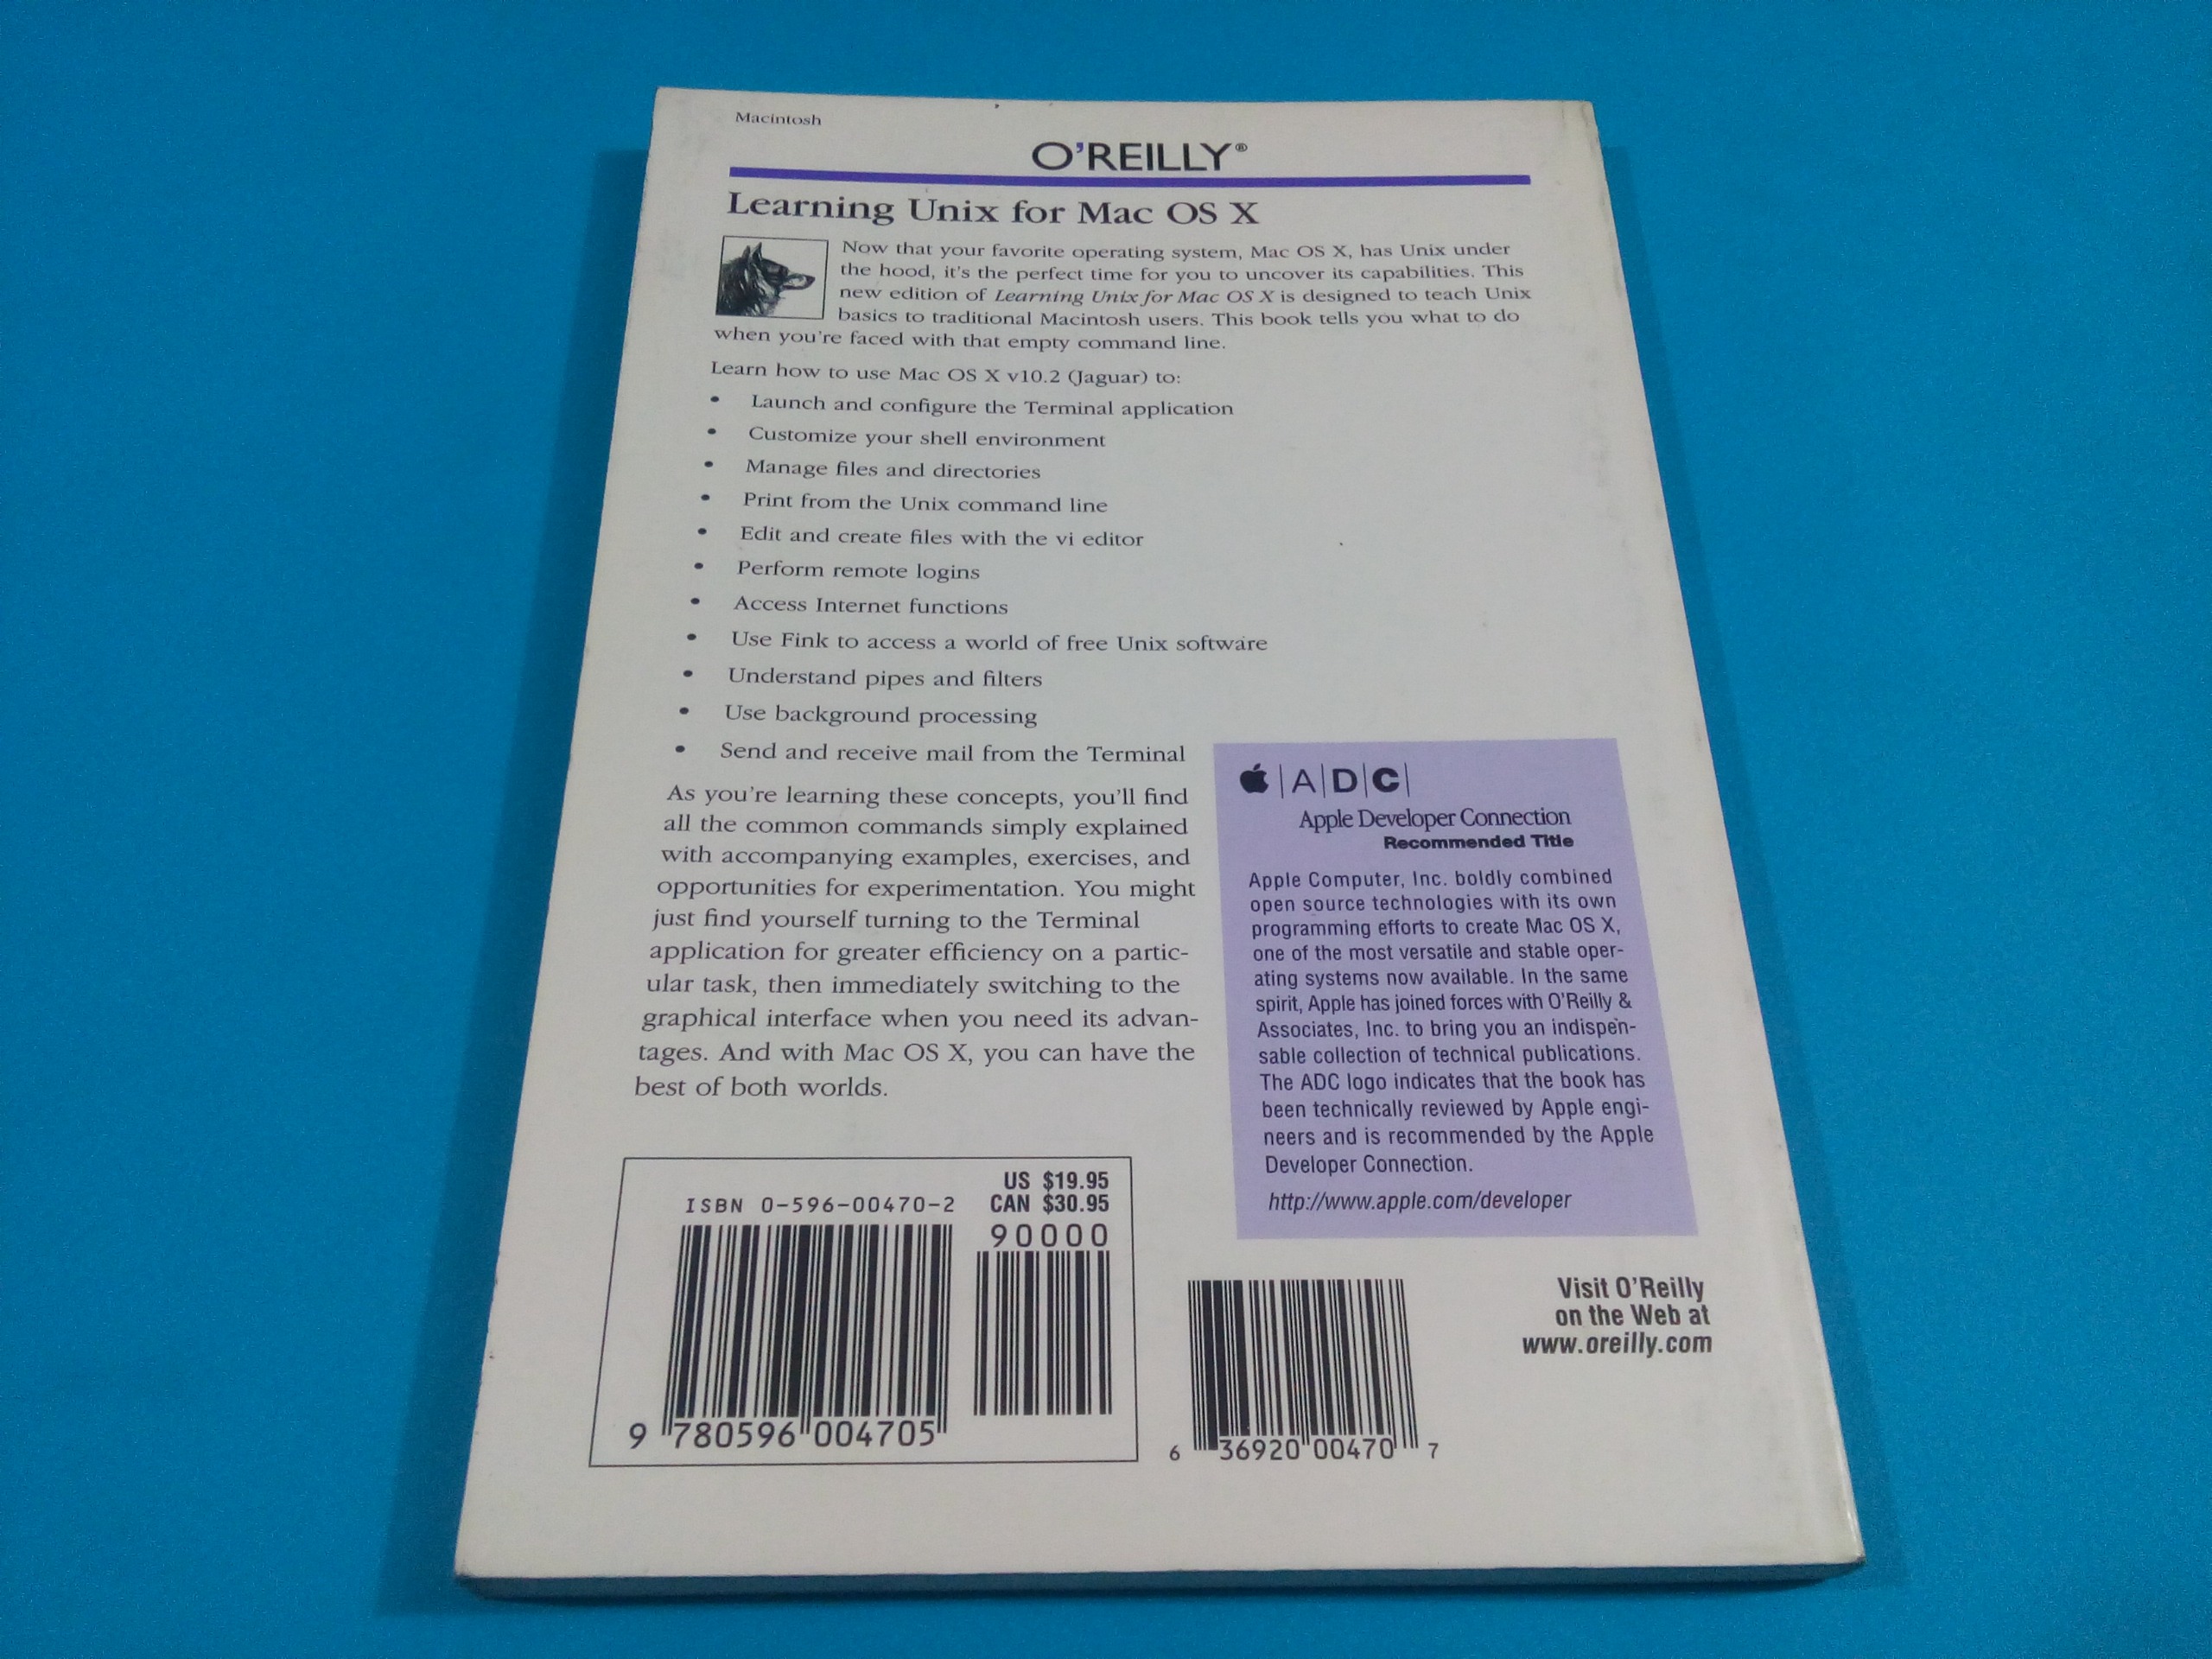 Macintosh
O'REILLY®
Learning Unix for Mac OS X
Now that your favorite operating system, Mac OS X, has Unix under
the hood, it's the perfect time for you to uncover its capabilities. This
new edition of Learning Unix for Mac OS X is designed to teach Unix
basics to traditional Macintosh users. This book tells you what to do
when you're faced with that empty command line.
Learn how to use Mac OS X v10.2 (Jaguar) to:
• Launch and configure the Terminal application
• Customize your shell environment
• Manage files and directories
• Print from the Unix command line
• Edit and create files with the vi editor
• Perform remote logins
• Access Internet functions
• Use Fink to access a world of free Unix software
• Understand pipes and filters
• Use background processing
• Send and receive mail from the Terminal
As you're learning these concepts, you'll find
all the common commands simply explained
with accompanying examples, exercises, and
opportunities for experimentation. You might
just find yourself turning to the Terminal
application for greater efficiency on a partic-
ular task, then immediately switching to the
graphical interface when you need its advan-
tages. And with Mac OS X, you can have the
best of both worlds.
|A|D|C|
Apple Developer Connection
Recommended Title
Apple Computer, Inc. boldly combined
open source technologies with its own
programming efforts to create Mac OS X,
one of the most versatile and stable oper-
ating systems now available. In the same
spirit, Apple has joined forces with O'Reilly &
Associates, Inc. to bring you an indispen-
sable collection of technical publications.
The ADC logo indicates that the book has
been technically reviewed by Apple engi-
neers and is recommended by the Apple
Developer Connection.
http://www.apple.com/developer
US $19.95
CAN $30.95
ISBN 0-596-00470-2
90000
9 780596 004705
6 36920 00470 7
Visit O'Reilly
on the Web at
www.oreilly.com